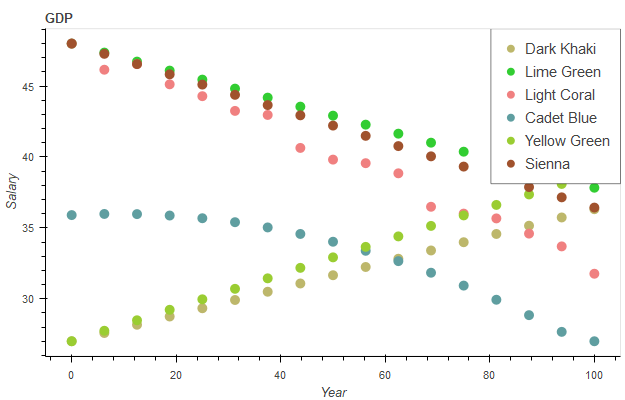 GDP
Dark Khaki
Lime Green
Light Coral
Cadet Blue
Yellow Green
Sienna
45
40
35
30
Salary
0
20
40
60
80
100
Year